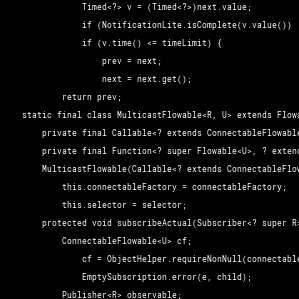 Timed<?> v = (Timed<?>)next.value;
if (NotificationLite.isComplete(v.value())
if (v.time() <= timeLimit) {
prev = next;
next = next.get();
return prev;
static final class MulticastFlowable<R, U> extends Flowa
private final Callable<? extends ConnectableFlowable
private final Function<? super Flowable<U>, ? extend
MulticastFlowable(Callable<? extends ConnectableFlow
this.connectableFactory = connectableFactory;
this.selector = selector;
protected void subscribeActual(Subscriber<? super R>
ConnectableFlowable<U> cf;
cf = ObjectHelper.requireNonNull(connectable
EmptySubscription.error(e, child);
Publisher<R> observable;